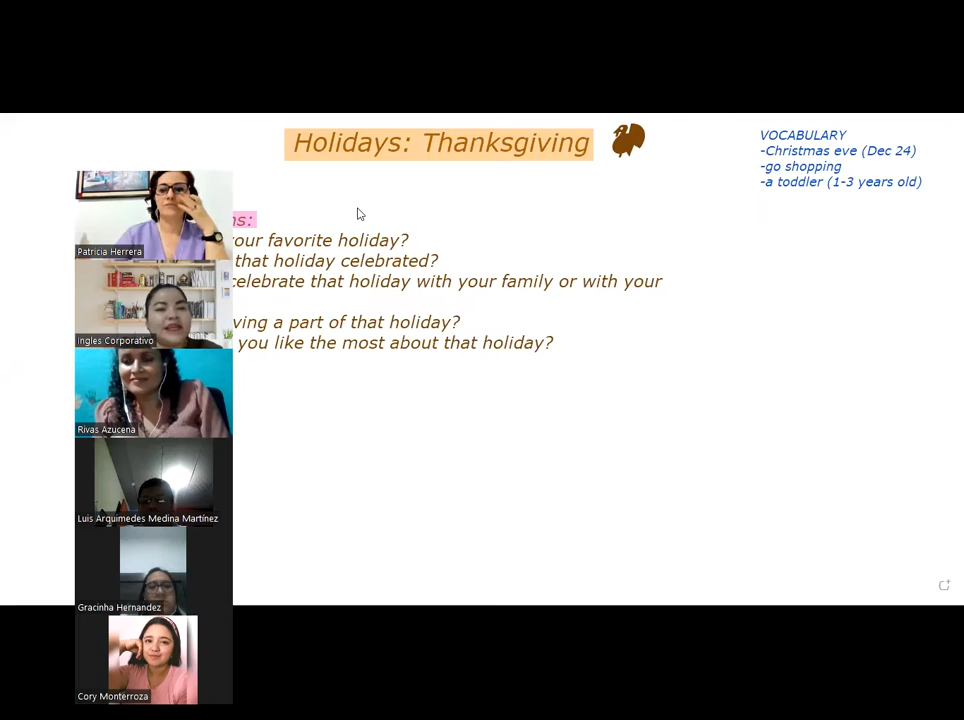 Holidays: Thanksgiving
VOCABULARY
-Christmas eve (Dec 24)
-go shopping
-a toddler (1-3 years old)
ns:
our favorite holiday?
that holiday celebrated?
celebrate that holiday with your family or with your
ving a part of that holiday?
you like the most about that holiday?
Patricia Herrera
Ingles Corporativo
Rivas Azucena
Luis Arquimedes Medina Martínez
Gracinha Hernandez
Cory Monterroza